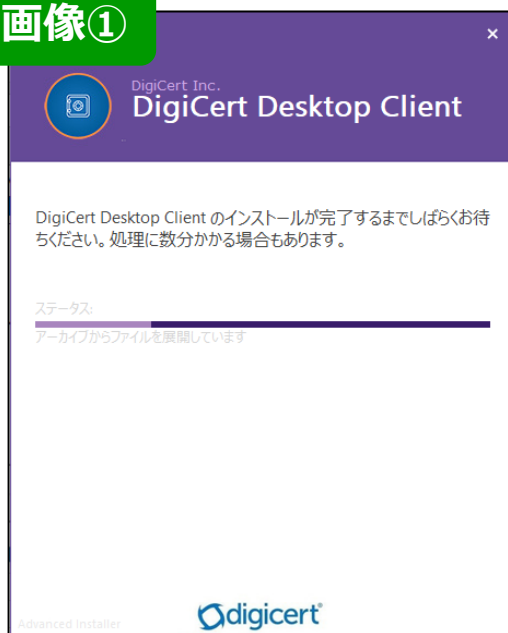 画像①
×
DigiCert Inc.
DigiCert Desktop Client
DigiCert Desktop Client のインストールが完了するまでしばらくお待
ちください。処理に数分かかる場合もあります。
ステータス:
アーカイブからファイルを展開しています
Advanced Installer
digicert®